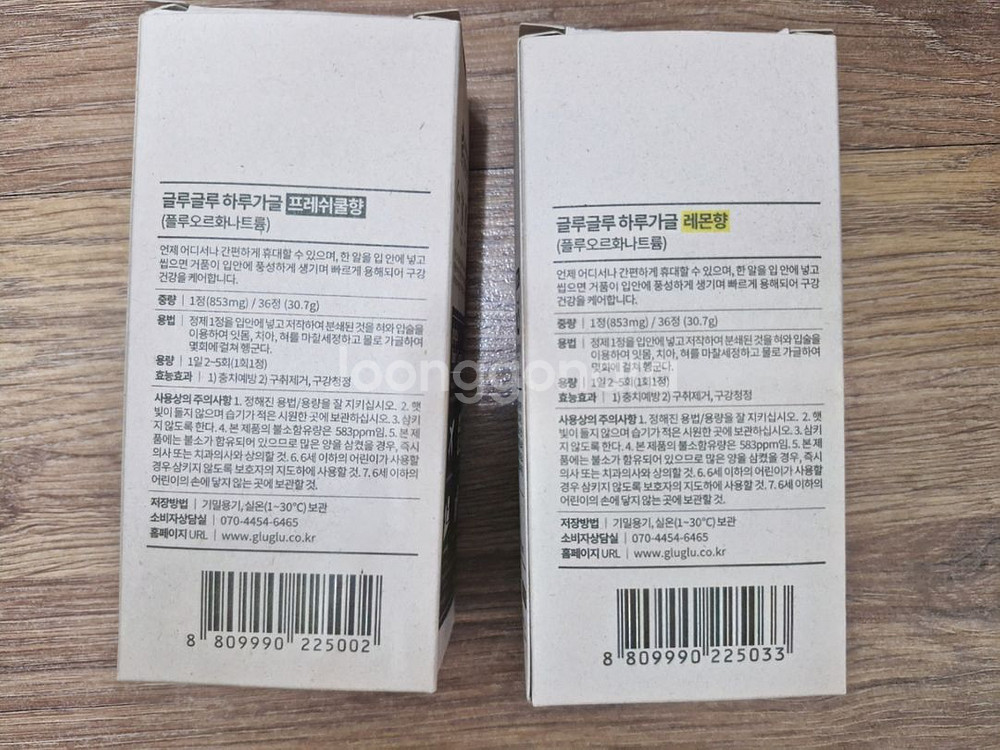 글루글루 하루가글 프레쉬쿨향
(플루오르화나트륨)
언제 어디서나 간편하게 휴대할 수 있으며, 한 알을 입 안에 넣고
씹으면 거품이 입안에 풍성하게 생기며 빠르게 용해되어 구강
건강을 케어합니다.
중량 | 1정(853mg) / 36정 (30.7g)
용법 | 정제 1정을 입안에 넣고 저작하여 분쇄된 것을 혀와 입술을
이용하여 잇몸, 치아, 혀를 마찰세정하고 물로 가글하여
몇회에 걸쳐 헹군다.
용량 | 1일 2~5회(1회1정)
효능효과 | 1) 충치예방 2) 구취제거, 구강청정
사용상의 주의사항 1. 정해진 용법/용량을 잘 지키십시오. 2. 햇
빛이 들지 않으며 습기가 적은 시원한 곳에 보관하십시오. 3. 삼키
지 않도록 한다. 4. 본 제품의 불소함유량은 583ppm임. 5. 본 제
품에는 불소가 함유되어 있으므로 많은 양을 삼켰을 경우, 즉시
의사 또는 치과의사와 상의할 것. 6. 6세 이하의 어린이가 사용할
경우 삼키지 않도록 보호자의 지도하에 사용할 것. 7. 6세 이하의
어린이의 손에 닿지 않는 곳에 보관할 것.
저장방법 | 기밀용기, 실온(1~30℃) 보관
소비자상담실 | 070-4454-6465
홈페이지 URL | www.gluglu.co.kr
8 809990 225002
글루글루 하루가글 레몬향
(플루오르화나트륨)
언제 어디서나 간편하게 휴대할 수 있으며, 한 알을 입 안에 넣고
씹으면 거품이 입안에 풍성하게 생기며 빠르게 용해되어 구강
건강을 케어합니다.
중량 | 1정(853mg) / 36정 (30.7g)
용법 | 정제 1정을 입안에 넣고 저작하여 분쇄된 것을 혀와 입술을
이용하여 잇몸, 치아, 혀를 마찰세정하고 물로 가글하여
몇회에 걸쳐 헹군다.
용량 | 1일 2~5회(1회1정)
효능효과 | 1) 충치예방 2) 구취제거, 구강청정
사용상의 주의사항 1. 정해진 용법/용량을 잘 지키십시오. 2. 햇
빛이 들지 않으며 습기가 적은 시원한 곳에 보관하십시오. 3. 삼키
지 않도록 한다. 4. 본 제품의 불소함유량은 583ppm임. 5. 본 제
품에는 불소가 함유되어 있으므로 많은 양을 삼켰을 경우, 즉시
의사 또는 치과의사와 상의할 것. 6. 6세 이하의 어린이가 사용할
경우 삼키지 않도록 보호자의 지도하에 사용할 것. 7. 6세 이하의
어린이의 손에 닿지 않는 곳에 보관할 것.
저장방법 | 기밀용기, 실온(1~30℃) 보관
소비자상담실 | 070-4454-6465
홈페이지 URL | www.gluglu.co.kr
8 809990 225033